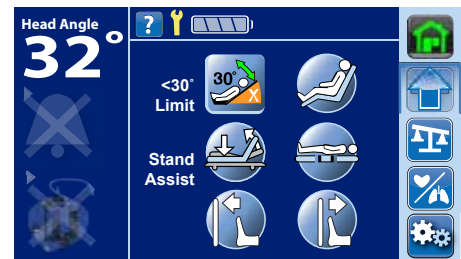 Head Angle
32°
?
<30°
Limit
30°
X
Stand
Assist
%